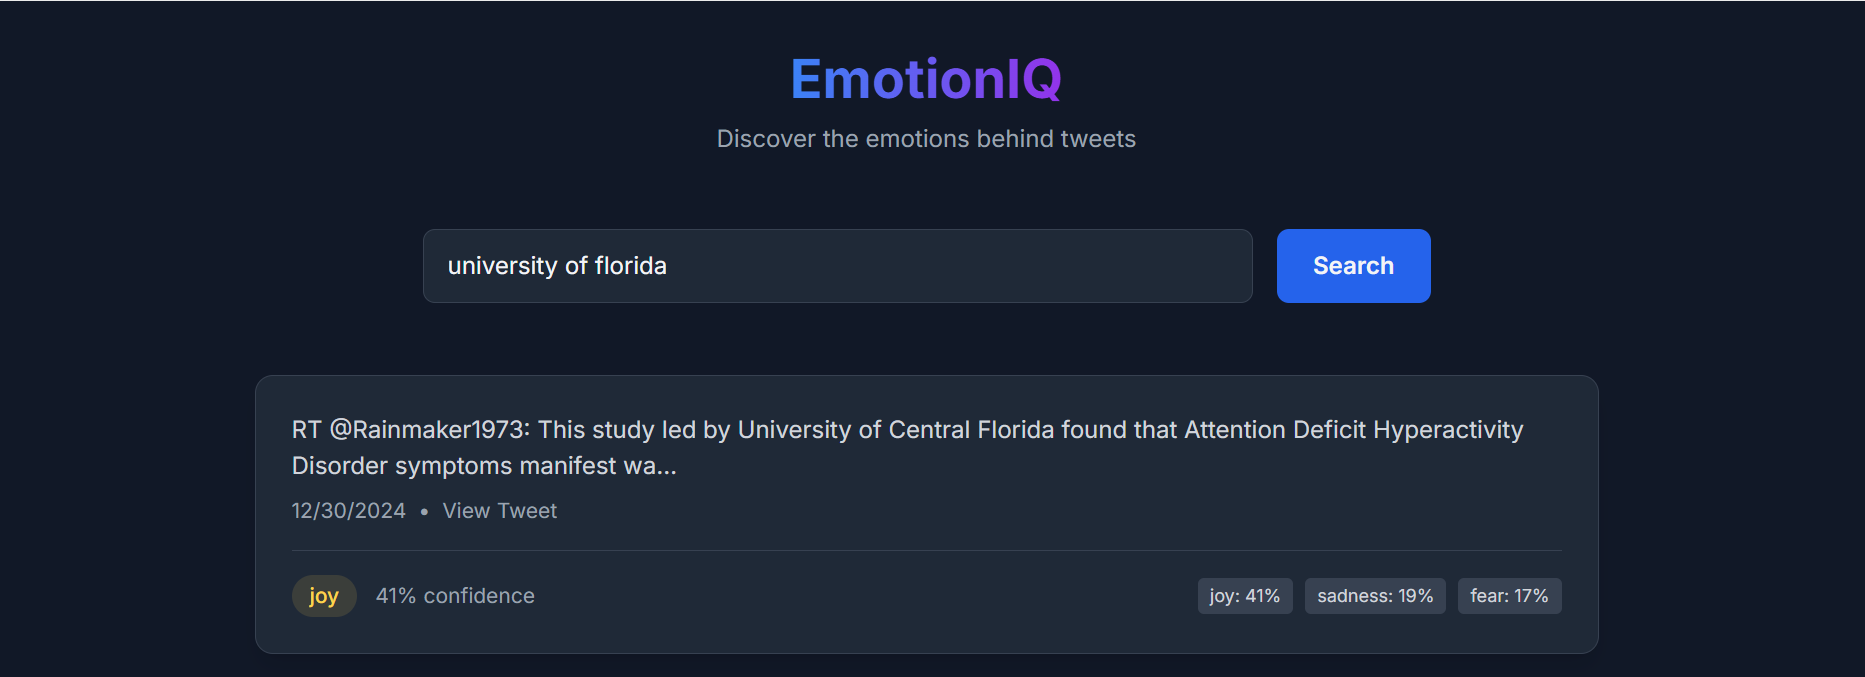 EmotionIQ
Discover the emotions behind tweets
university of florida
Search
RT @Rainmaker1973: This study led by University of Central Florida found that Attention Deficit Hyperactivity
Disorder symptoms manifest wa...
12/30/2024 • View Tweet
joy 41% confidence joy: 41% sadness: 19% fear: 17%